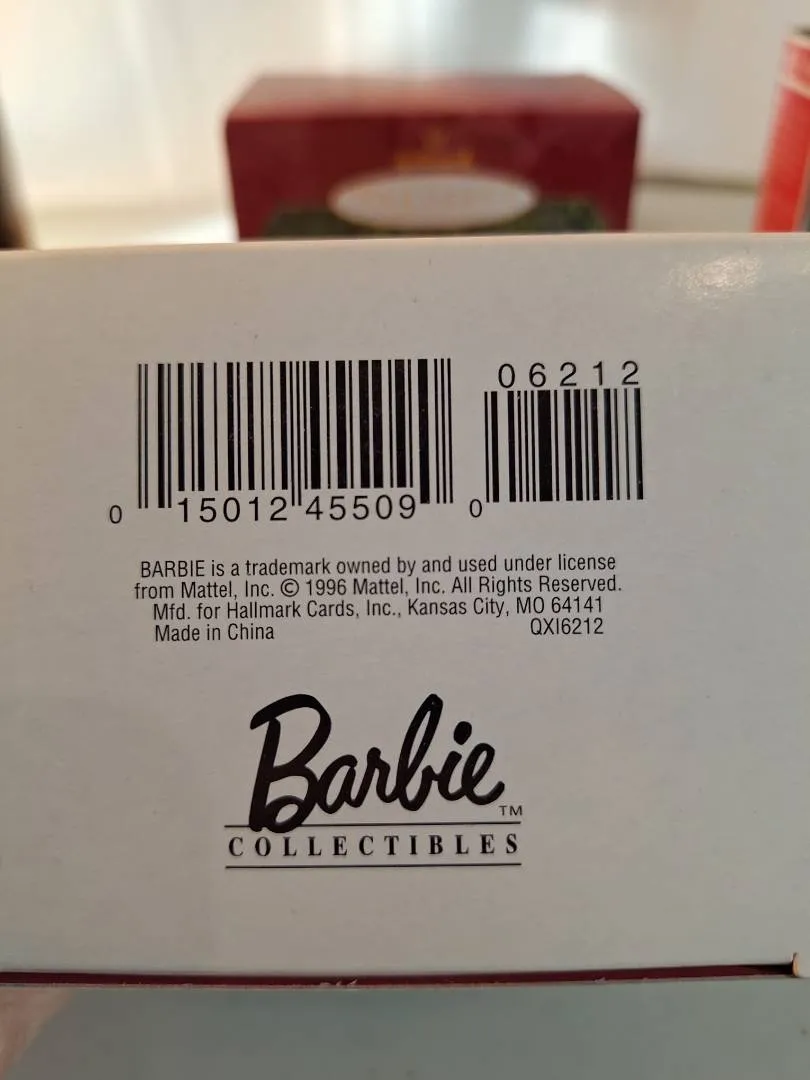 06212
0 15012 45509 0
BARBIE is a trademark owned by and used under license
from Mattel, Inc. © 1996 Mattel, Inc. All Rights Reserved.
Mfd. for Hallmark Cards, Inc., Kansas City, MO 64141
Made in China QXI6212
Barbie™
COLLECTIBLES